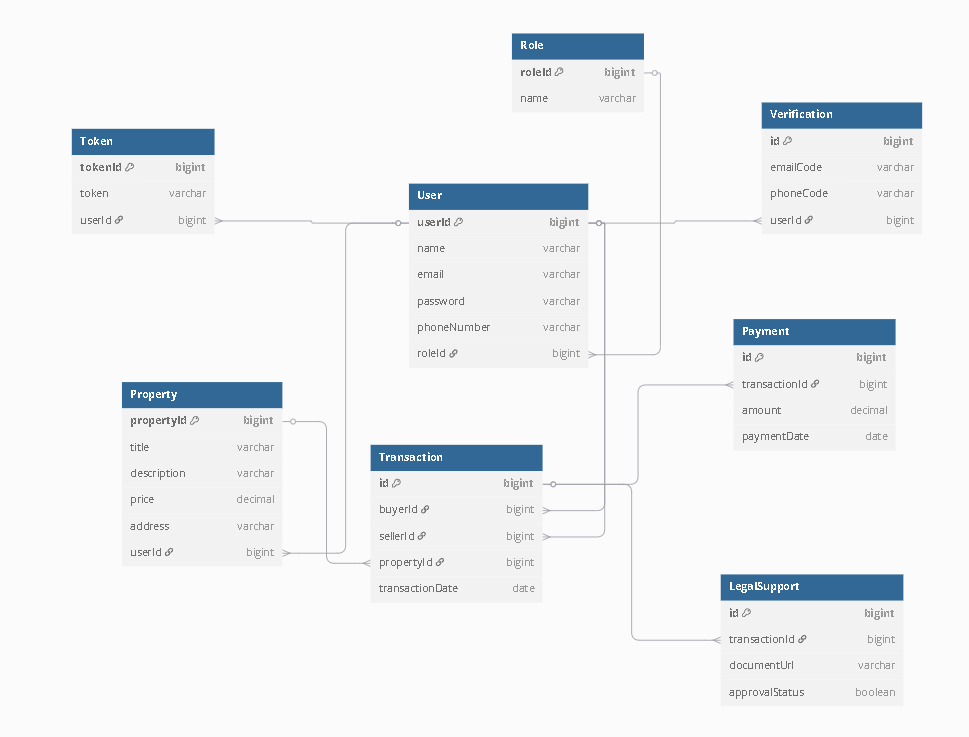 Role
roleId bigint
name varchar
Verification
id bigint
emailCode varchar
phoneCode varchar
userId bigint
Token
tokenId bigint
token varchar
userId bigint
User
userId bigint
name varchar
email varchar
password varchar
phoneNumber varchar
roleId bigint
Payment
id bigint
transactionId bigint
amount decimal
paymentDate date
Property
propertyId bigint
title varchar
description varchar
price decimal
address varchar
userId bigint
Transaction
id bigint
buyerId bigint
sellerId bigint
propertyId bigint
transactionDate date
LegalSupport
id bigint
transactionId bigint
documentUrl varchar
approvalStatus boolean